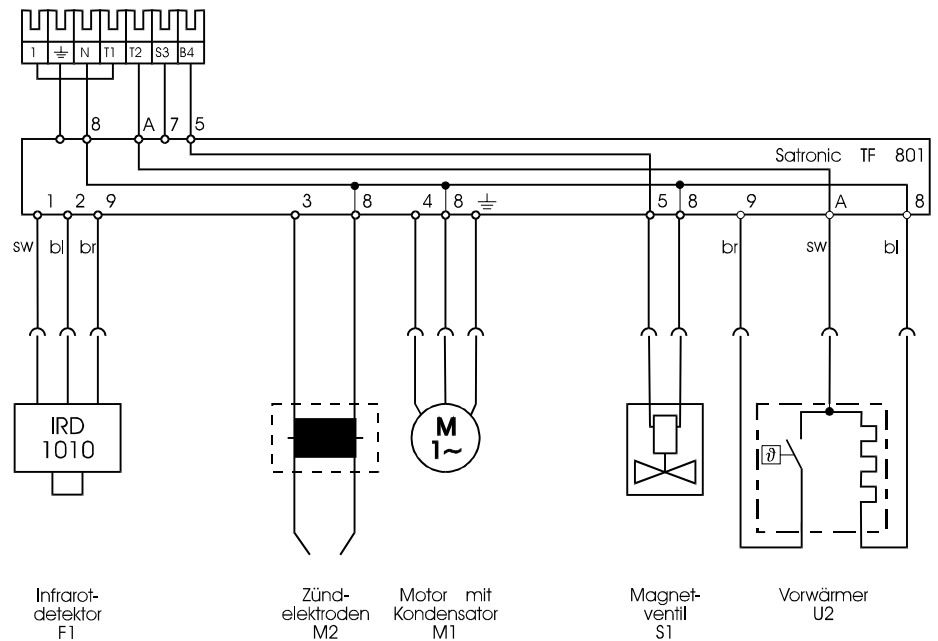 1 N T1 T2 S3 B4
8 A 7 5
Satronic TF 801
1 2 9 3 8 4 8 5 8 9 A 8
sw bl br br sw bl
IRD
1010
M
1~
ϑ
Infrarot-
detektor
F1
Zünd-
elektroden
M2
Motor mit
Kondensator
M1
Magnet-
ventil
S1
Vorwärmer
U2